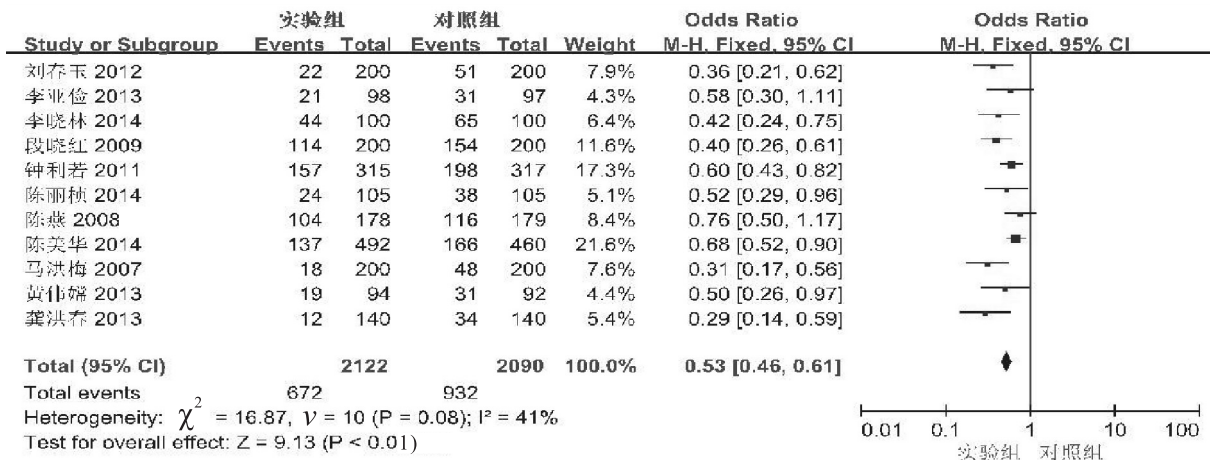 实验组 对照组 Odds Ratio Odds Ratio
Study or Subgroup Events Total Events Total Weight M-H, Fixed, 95% CI M-H, Fixed, 95% CI
刘春玉 2012 22 200 51 200 7.9% 0.36 [0.21, 0.62]
李亚俭 2013 21 98 31 97 4.3% 0.58 [0.30, 1.11]
李晓林 2014 44 100 65 100 6.4% 0.42 [0.24, 0.75]
段晓红 2009 114 200 154 200 11.6% 0.40 [0.26, 0.61]
钟利若 2011 157 315 198 317 17.3% 0.60 [0.43, 0.82]
陈丽桢 2014 24 105 38 105 5.1% 0.52 [0.29, 0.96]
陈燕 2008 104 178 116 179 8.4% 0.76 [0.50, 1.17]
陈美华 2014 137 492 166 460 21.6% 0.68 [0.52, 0.90]
马洪梅 2007 18 200 48 200 7.6% 0.31 [0.17, 0.56]
黄伟嫦 2013 19 94 31 92 4.4% 0.50 [0.26, 0.97]
龚洪春 2013 12 140 34 140 5.4% 0.29 [0.14, 0.59]
Total (95% CI) 2122 2090 100.0% 0.53 [0.46, 0.61]
Total events 672 932
Heterogeneity: χ² = 16.87, ν = 10 (P = 0.08); I² = 41%
Test for overall effect: Z = 9.13 (P < 0.01)
0.01 0.1 1 10 100
实验组 对照组